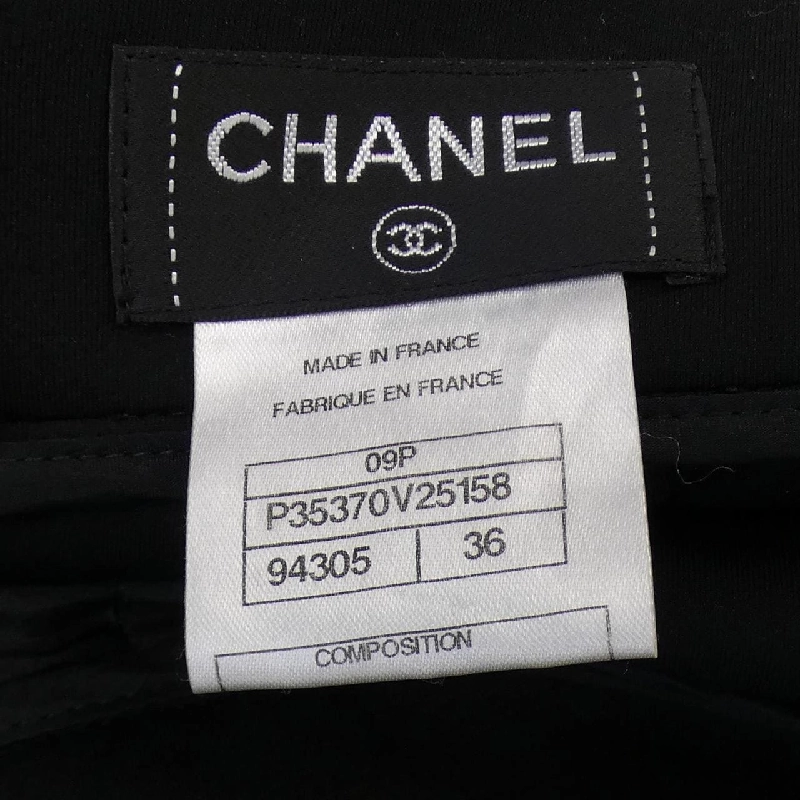 CHANEL
MADE IN FRANCE
FABRIQUE EN FRANCE
09P
P35370V25158
94305 36
COMPOSITION